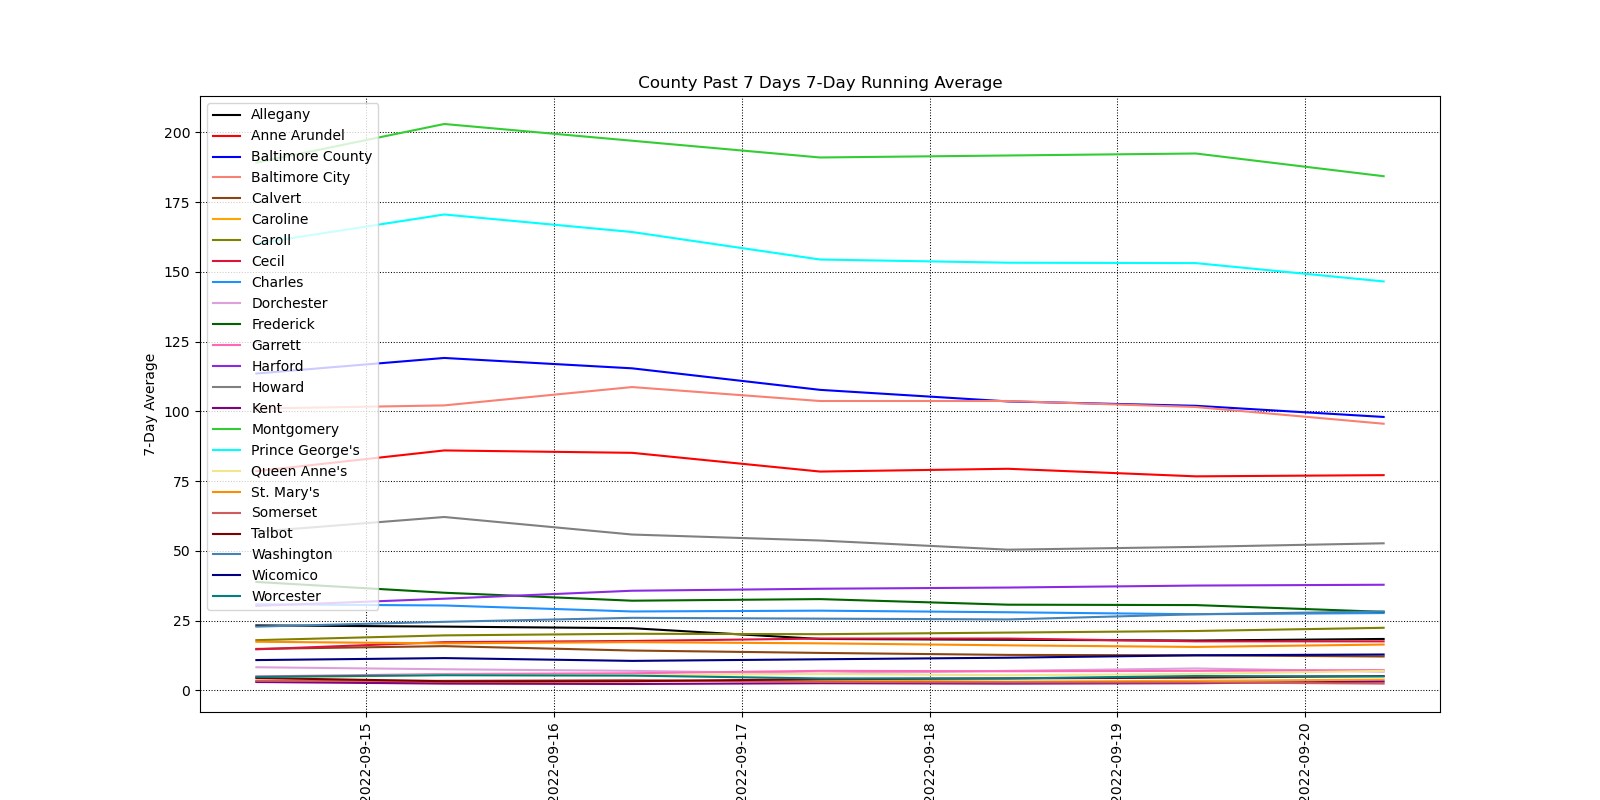 County Past 7 Days 7-Day Running Average
7-Day Average
200
175
150
125
100
75
50
25
0
Allegany
Anne Arundel
Baltimore County
Baltimore City
Calvert
Caroline
Caroll
Cecil
Charles
Dorchester
Frederick
Garrett
Harford
Howard
Kent
Montgomery
Prince George's
Queen Anne's
St. Mary's
Somerset
Talbot
Washington
Wicomico
Worcester
2022-09-15
2022-09-16
2022-09-17
2022-09-18
2022-09-19
2022-09-20